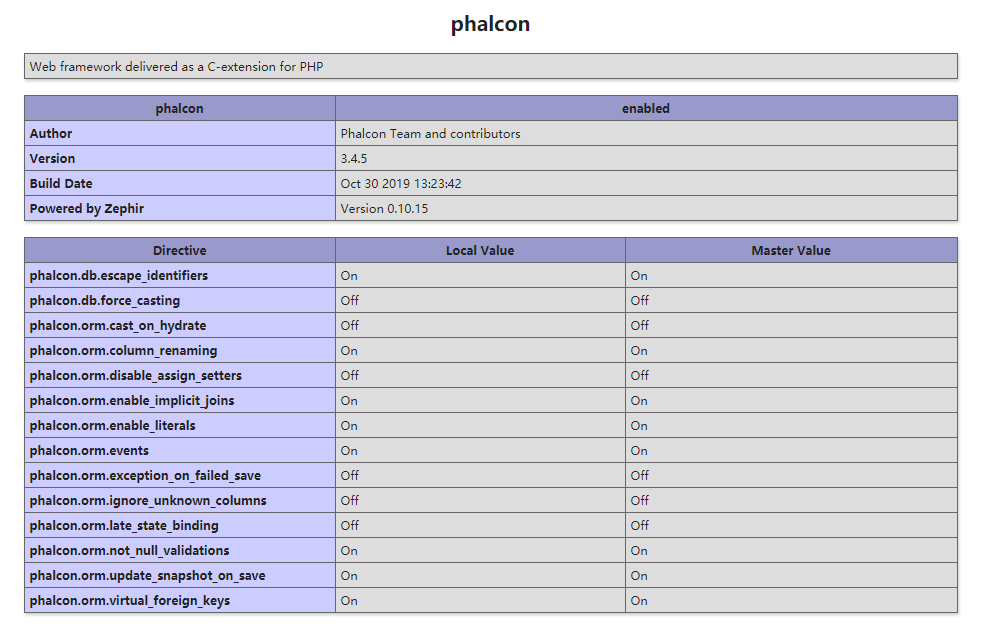 phalcon
Web framework delivered as a C-extension for PHP
phalcon enabled
Author Phalcon Team and contributors
Version 3.4.5
Build Date Oct 30 2019 13:23:42
Powered by Zephir Version 0.10.15
Directive Local Value Master Value
phalcon.db.escape_identifiers On On
phalcon.db.force_casting Off Off
phalcon.orm.cast_on_hydrate Off Off
phalcon.orm.column_renaming On On
phalcon.orm.disable_assign_setters Off Off
phalcon.orm.enable_implicit_joins On On
phalcon.orm.enable_literals On On
phalcon.orm.events On On
phalcon.orm.exception_on_failed_save Off Off
phalcon.orm.ignore_unknown_columns Off Off
phalcon.orm.late_state_binding Off Off
phalcon.orm.not_null_validations On On
phalcon.orm.update_snapshot_on_save On On
phalcon.orm.virtual_foreign_keys On On